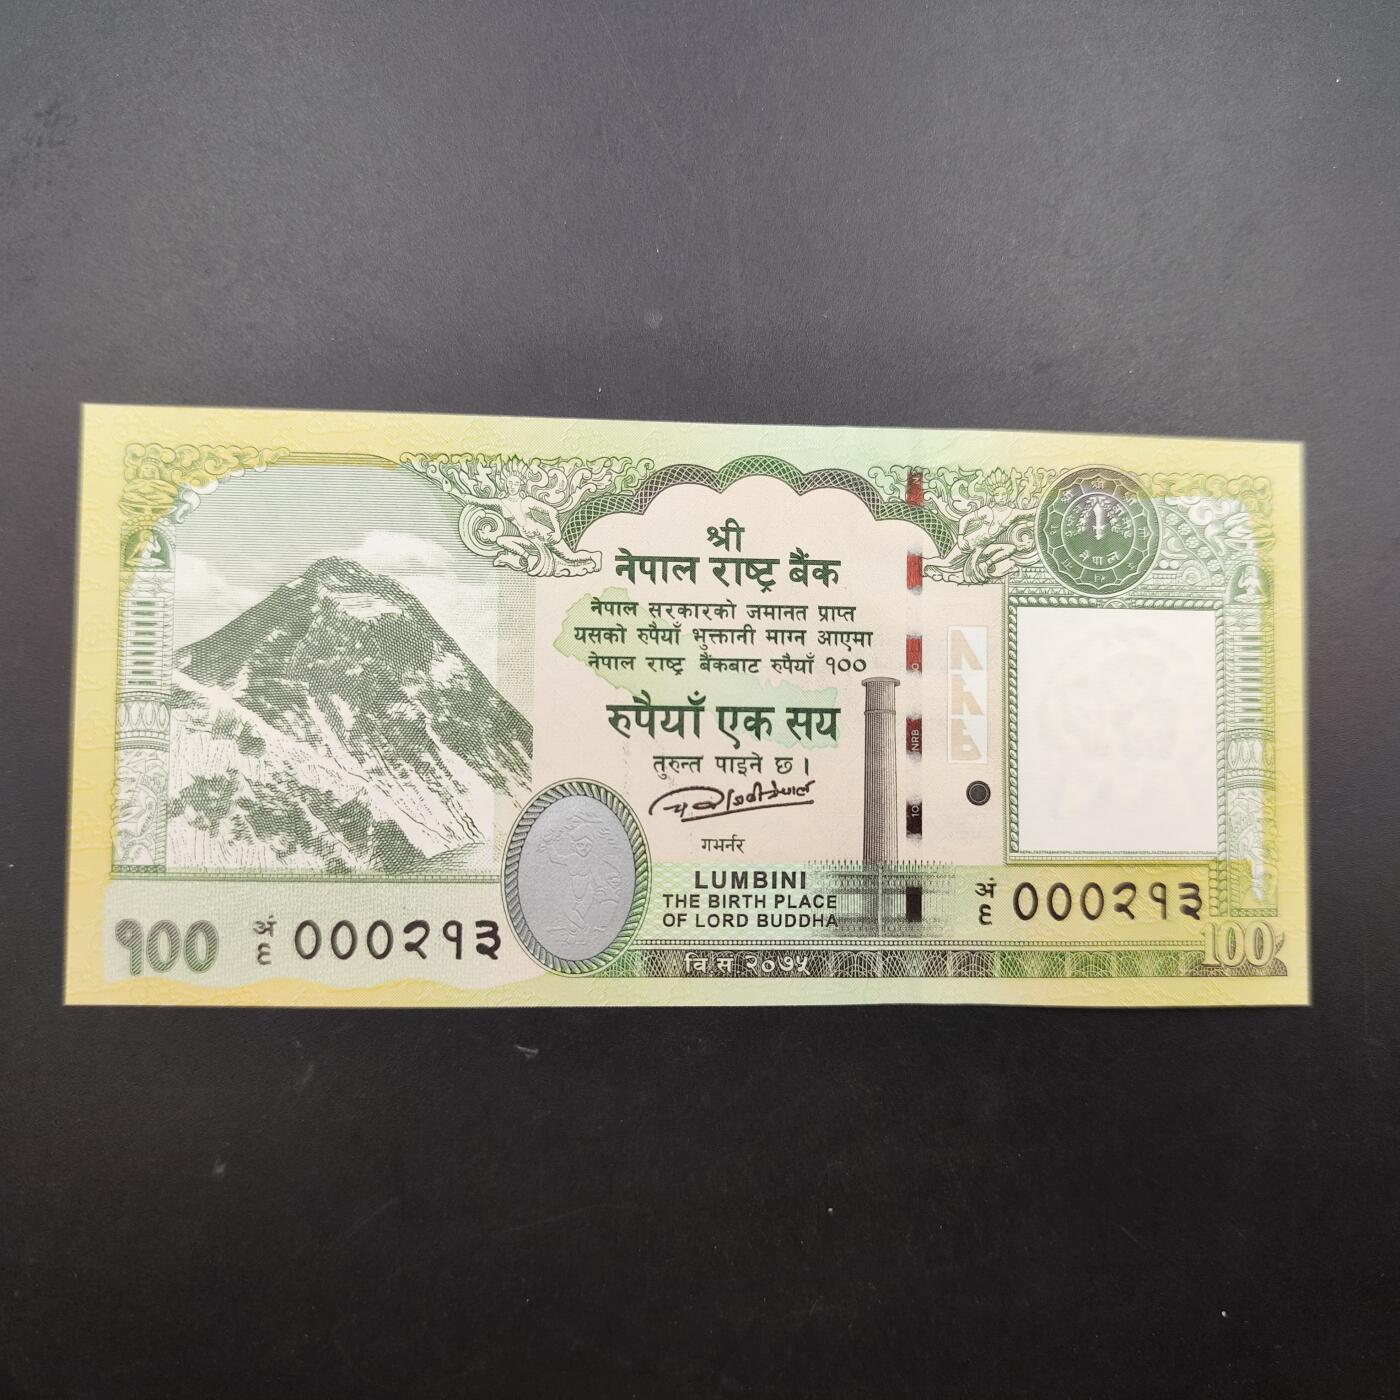 श्री
नेपाल राष्ट्र बैंक
नेपाल सरकारको जमानत प्राप्त
यसको रुपैयाँ भुक्तानी माग्न आएमा
नेपाल राष्ट्र बैंकबाट रुपैयाँ १००
रुपैयाँ एक सय
तुरुन्त पाइने छ ।
गभर्नर
LUMBINI
THE BIRTH PLACE
OF LORD BUDDHA
वि सं २०७५
१००
अं
६ ०००२१३
अं
६ ०००२१३
100
नेपाल
NRB